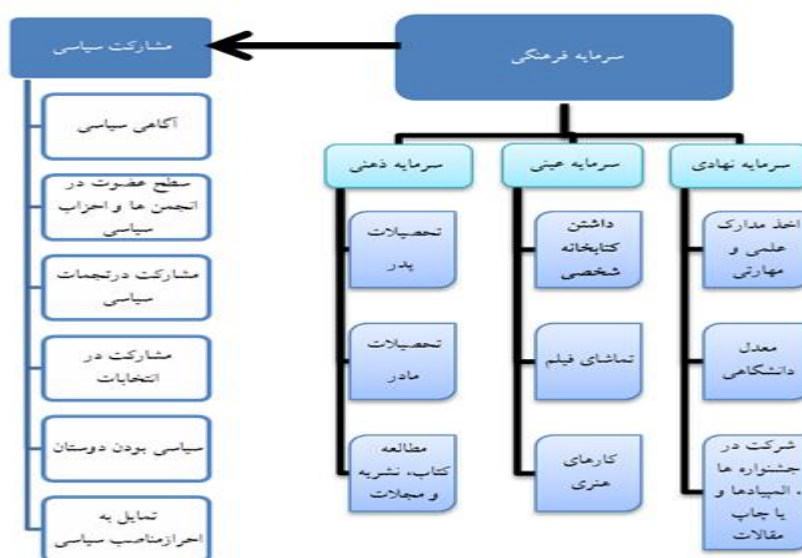 سرمایه فرهنگی
مشارکت سیاسی
سرمایه نهادی
سرمایه عینی
سرمایه ذهنی
اخذ مدارک
علمی و
مهارتی
معدل
دانشگاهی
شرکت در
جشنواره ها
، المپیادها و
یا چاپ
مقالات
داشتن
کتابخانه
شخصی
تماشای فیلم
کارهای
هنری
تحصیلات
پدر
تحصیلات
مادر
مطالعه
کتاب، نشریه
و مجلات
آگاهی سیاسی
سطح عضوت در
انجمن ها و احزاب
سیاسی
مشارکت درتجمات
سیاسی
مشارکت در
انتخابات
سیاسی بودن دوستان
تمایل به
احرازمناصب سیاسی